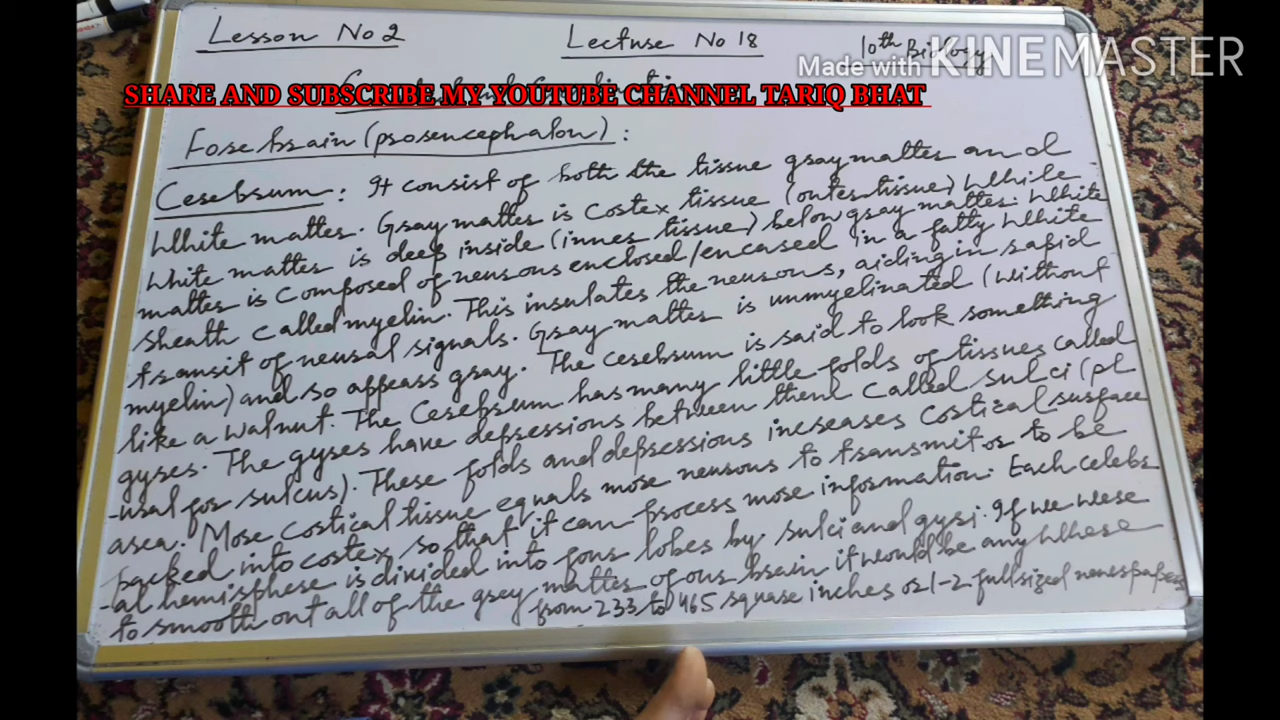 Lesson No 2
Lecture No 18
10th Biology
Made with KINEMASTER
SHARE AND SUBSCRIBE MY YOUTUBE CHANNEL TARIQ BHAT
Fore brain (prosencephalon) :
Cerebrum : It consist of both the tissue gray matter and
White matter. Gray matter is cortex tissue (outer tissue) While
White matter is deep inside (inner tissue) below gray matter. White
matter is composed of neurons enclosed/encased in a fatty White
sheath called myelin. This insulates the neurons, aiding in rapid
transit of neural signals. Gray matter is unmyelinated (Without
myelin) and so appears gray. The cerebrum is said to look something
like a walnut. The Cerebrum has many little folds of tissues called
gyres. The gyres have depressions between them called sulci (pl
-ural for sulcus). These folds and depressions increases cortical surface
area. More cortical tissue equals more neurons to transmit or to be
packed into cortex so that it can process more information. Each celebr
-al hemisphere is divided into four lobes by sulci and gyri. If we were
to smooth out all of the grey matter of our brain it would be any Where
from 233 to 465 square inches or 1-2 full sized newspapers